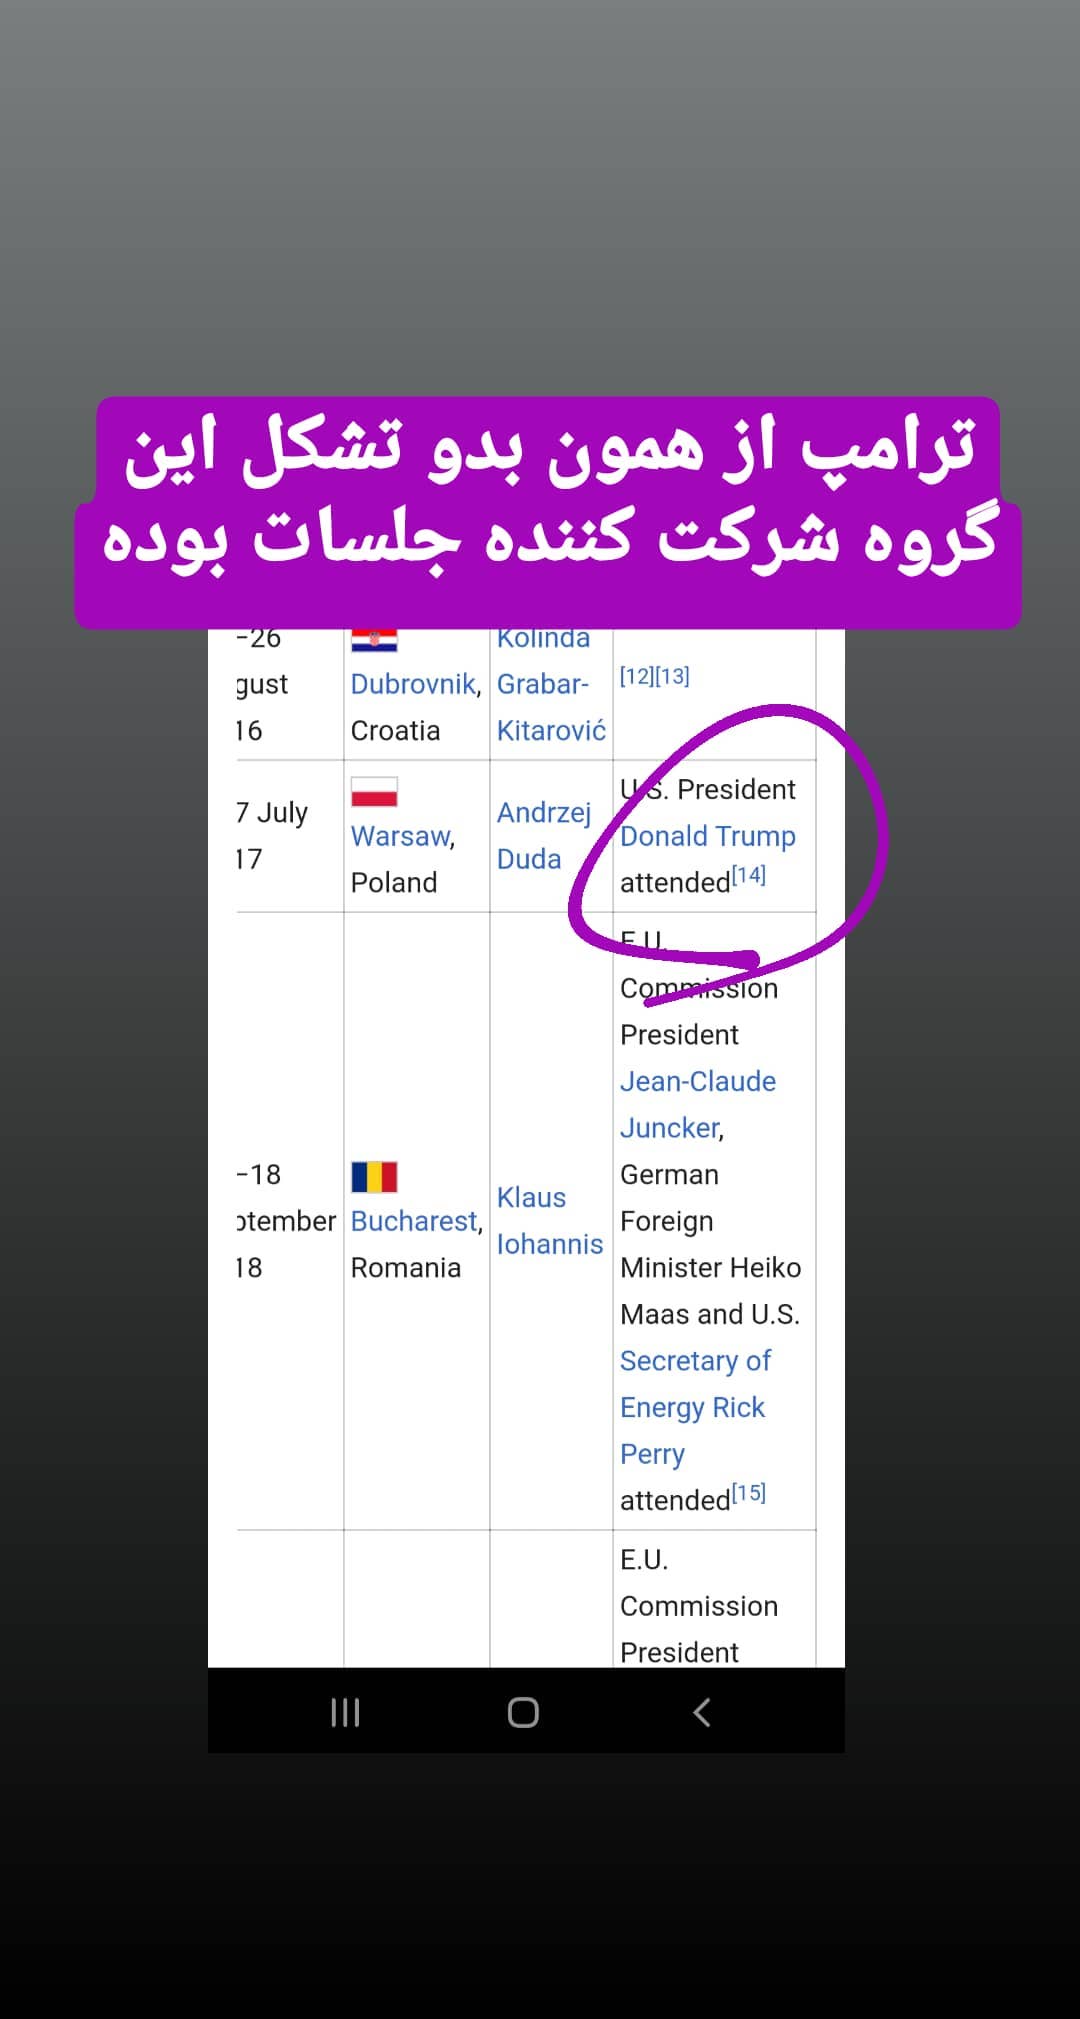 ترامپ از همون بدو تشکل این
گروه شرکت کننده جلسات بوده
–26
gust
16
Dubrovnik,
Croatia
Kolinda
Grabar-
Kitarović
[12][13]
7 July
17
Warsaw,
Poland
Andrzej
Duda
U.S. President
Donald Trump
attended[14]
–18
otember
18
Bucharest,
Romania
Klaus
Iohannis
E.U.
Commission
President
Jean-Claude
Juncker,
German
Foreign
Minister Heiko
Maas and U.S.
Secretary of
Energy Rick
Perry
attended[15]
E.U.
Commission
President